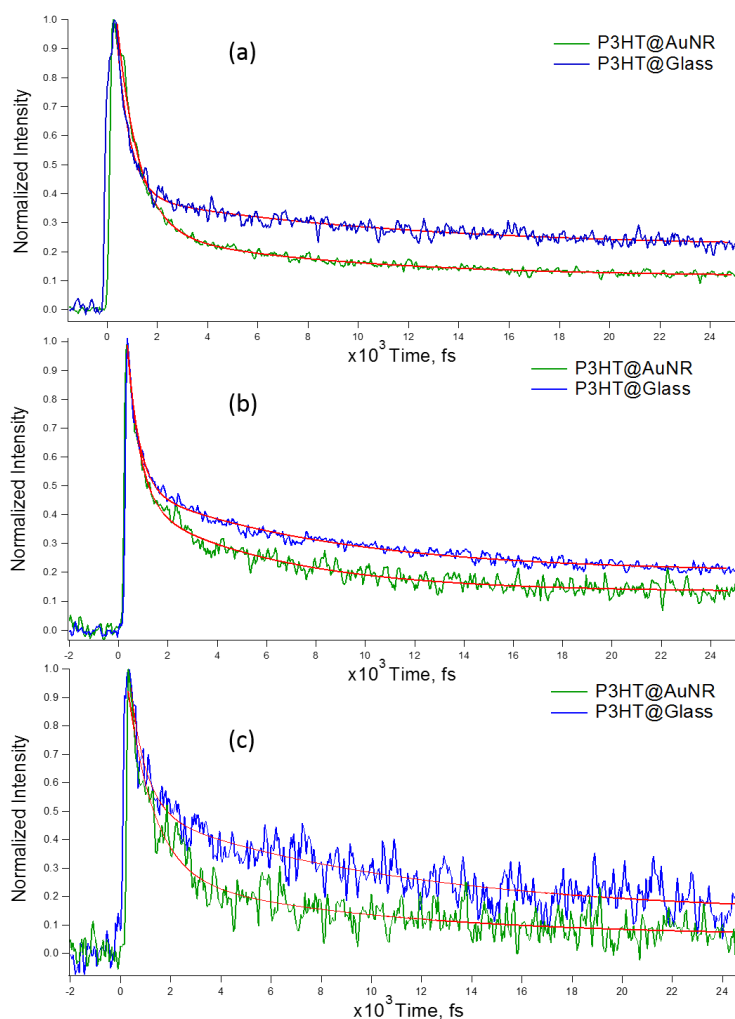 (a)
P3HT@AuNR
P3HT@Glass
Normalized Intensity
1.0
0.9
0.8
0.7
0.6
0.5
0.4
0.3
0.2
0.1
0.0
0 2 4 6 8 10 12 14 16 18 20 22 24
x10³ Time, fs
(b)
P3HT@AuNR
P3HT@Glass
Normalized Intensity
1.0
0.9
0.8
0.7
0.6
0.5
0.4
0.3
0.2
0.1
0.0
-2 0 2 4 6 8 10 12 14 16 18 20 22 24
x10³ Time, fs
(c)
P3HT@AuNR
P3HT@Glass
Normalized Intensity
1.0
0.9
0.8
0.7
0.6
0.5
0.4
0.3
0.2
0.1
0.0
-2 0 2 4 6 8 10 12 14 16 18 20 22 24
x10³ Time, fs